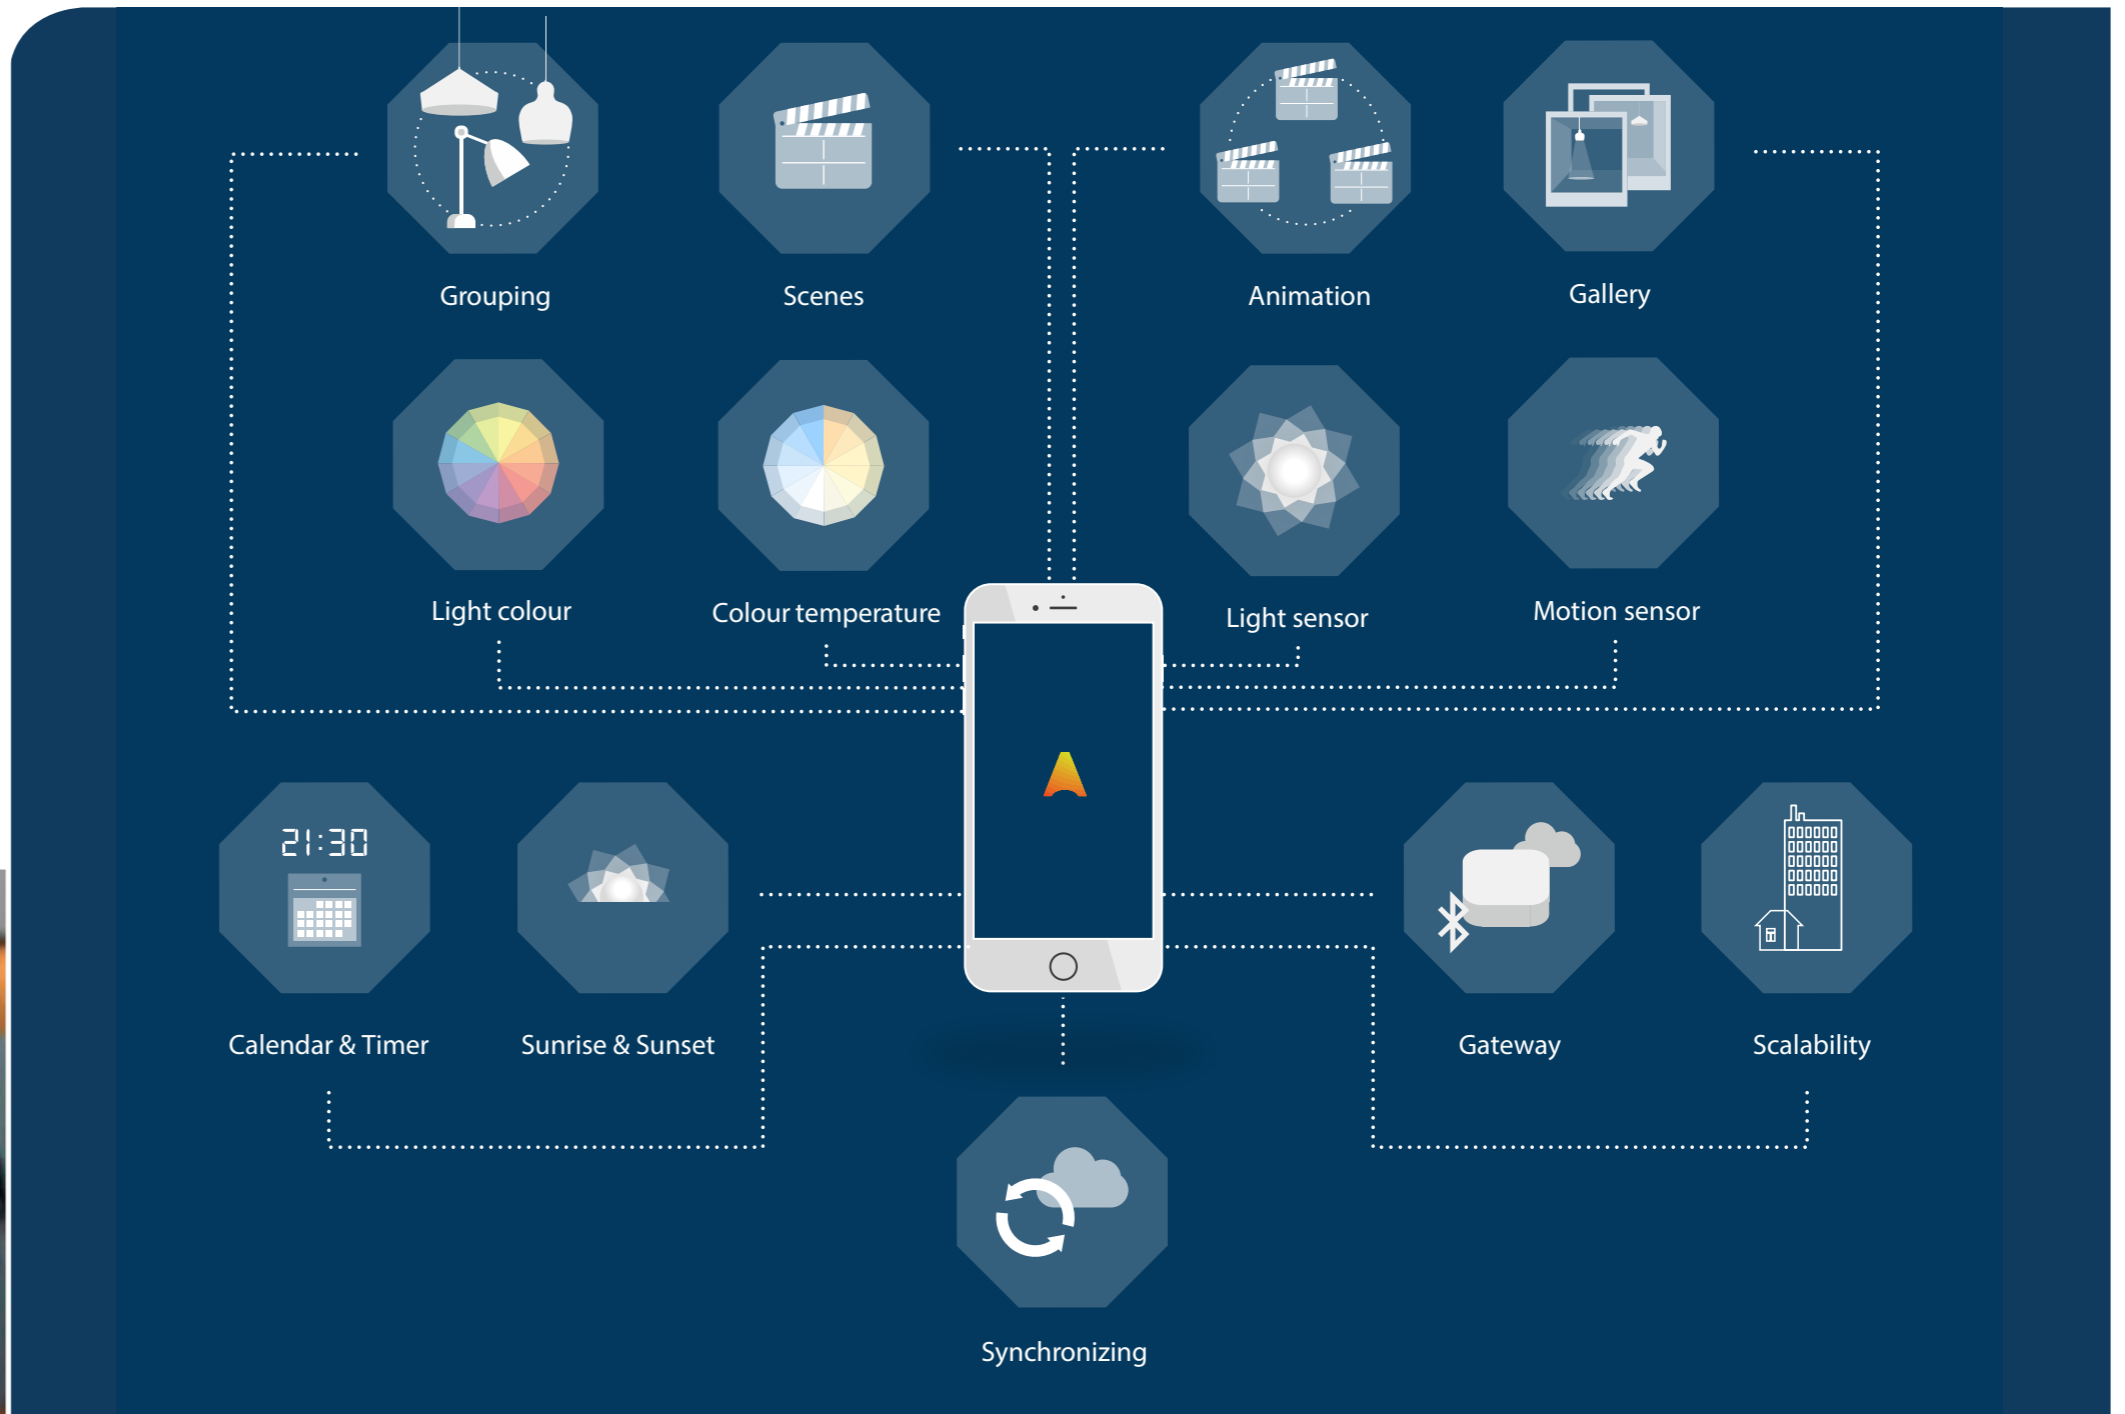 Grouping
Scenes
Animation
Gallery
Light colour
Colour temperature
Light sensor
Motion sensor
21:30
Calendar & Timer
Sunrise & Sunset
Gateway
Scalability
Synchronizing